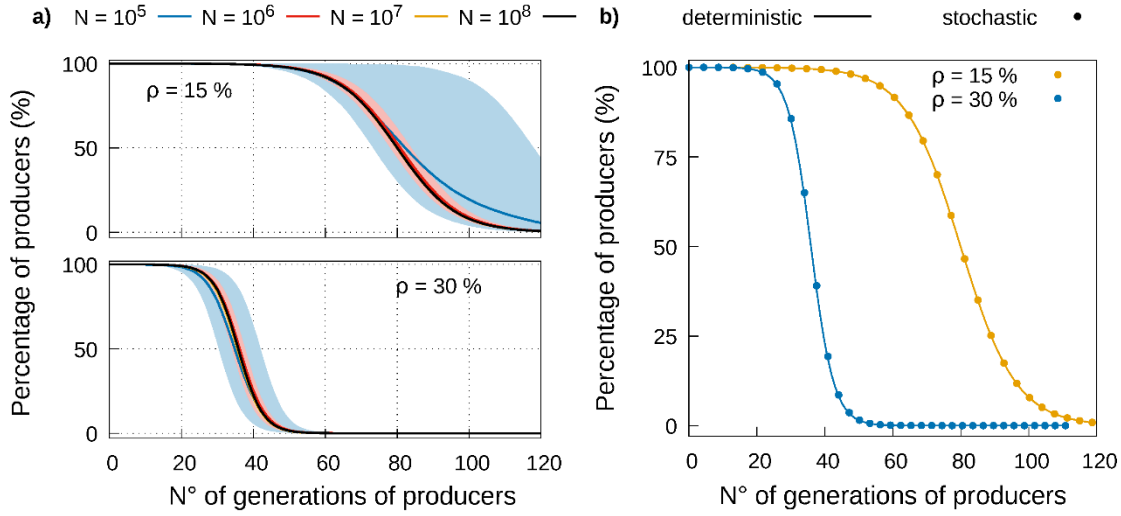 a) N = 10⁵ N = 10⁶ N = 10⁷ N = 10⁸
Percentage of producers (%)
100
50
0
ρ = 15 %
100
50
0
ρ = 30 %
0 20 40 60 80 100 120
N° of generations of producers
b) deterministic stochastic
Percentage of producers (%)
100
75
50
25
0
ρ = 15 %
ρ = 30 %
0 20 40 60 80 100 120
N° of generations of producers